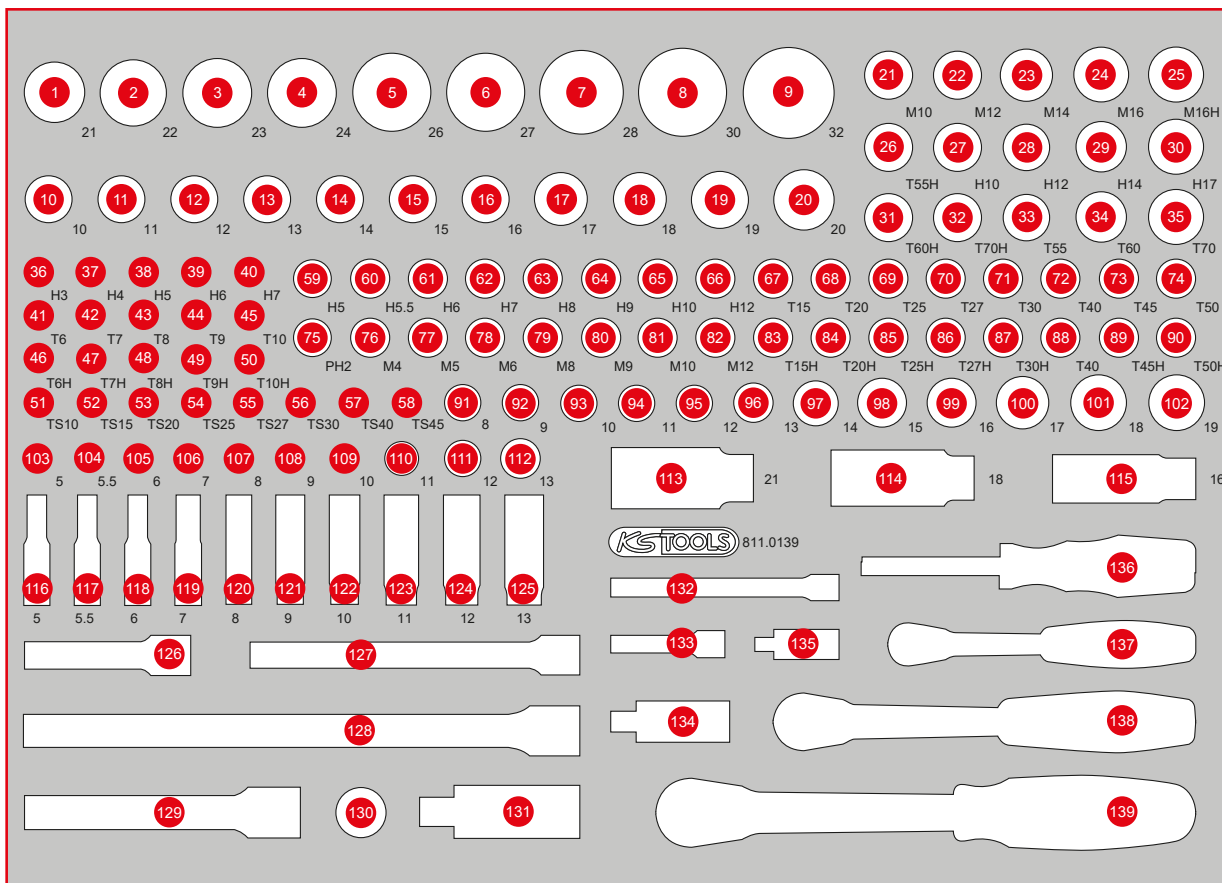 1 2 3 4 5 6 7 8 9
21 22 23 24 26 27 28 30 32
21 22 23 24 25
M10 M12 M14 M16 M16H
26 27 28 29 30
T55H H10 H12 H14 H17
10 11 12 13 14 15 16 17 18 19 20
10 11 12 13 14 15 16 17 18 19 20
31 32 33 34 35
T60H T70H T55 T60 T70
36 37 38 39 40
H3 H4 H5 H6 H7
59 60 61 62 63 64 65 66 67 68 69 70 71 72 73 74
H5 H5.5 H6 H7 H8 H9 H10 H12 T15 T20 T25 T27 T30 T40 T45 T50
41 42 43 44 45
T6 T7 T8 T9 T10
75 76 77 78 79 80 81 82 83 84 85 86 87 88 89 90
PH2 M4 M5 M6 M8 M9 M10 M12 T15H T20H T25H T27H T30H T40 T45H T50H
46 47 48 49 50
T6H T7H T8H T9H T10H
51 52 53 54 55 56 57 58
TS10 TS15 TS20 TS25 TS27 TS30 TS40 TS45
91 92 93 94 95 96 97 98 99 100 101 102
8 9 10 11 12 13 14 15 16 17 18 19
103 104 105 106 107 108 109 110 111 112
5 5.5 6 7 8 9 10 11 12 13
113 21 114 18 115 16
KS TOOLS 811.0139
116 117 118 119 120 121 122 123 124 125
5 5.5 6 7 8 9 10 11 12 13
136
132
126 127
133 135 137
128
134 138
129 130 131 139